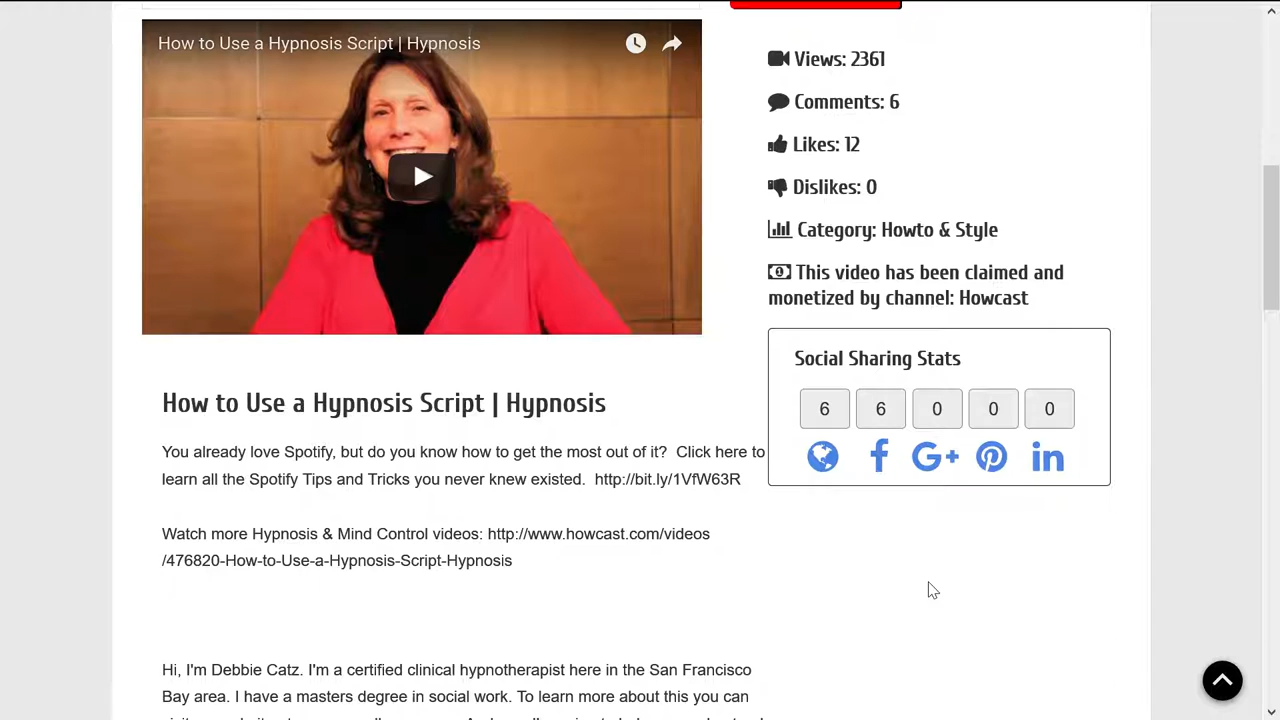 How to Use a Hypnosis Script | Hypnosis
Views: 2361
Comments: 6
Likes: 12
Dislikes: 0
Category: Howto & Style
This video has been claimed and
monetized by channel: Howcast
Social Sharing Stats
6 6 0 0 0
How to Use a Hypnosis Script | Hypnosis
You already love Spotify, but do you know how to get the most out of it?  Click here to
learn all the Spotify Tips and Tricks you never knew existed.  http://bit.ly/1VfW63R
Watch more Hypnosis & Mind Control videos: http://www.howcast.com/videos
/476820-How-to-Use-a-Hypnosis-Script-Hypnosis
Hi, I'm Debbie Catz. I'm a certified clinical hypnotherapist here in the San Francisco
Bay area. I have a masters degree in social work. To learn more about this you can